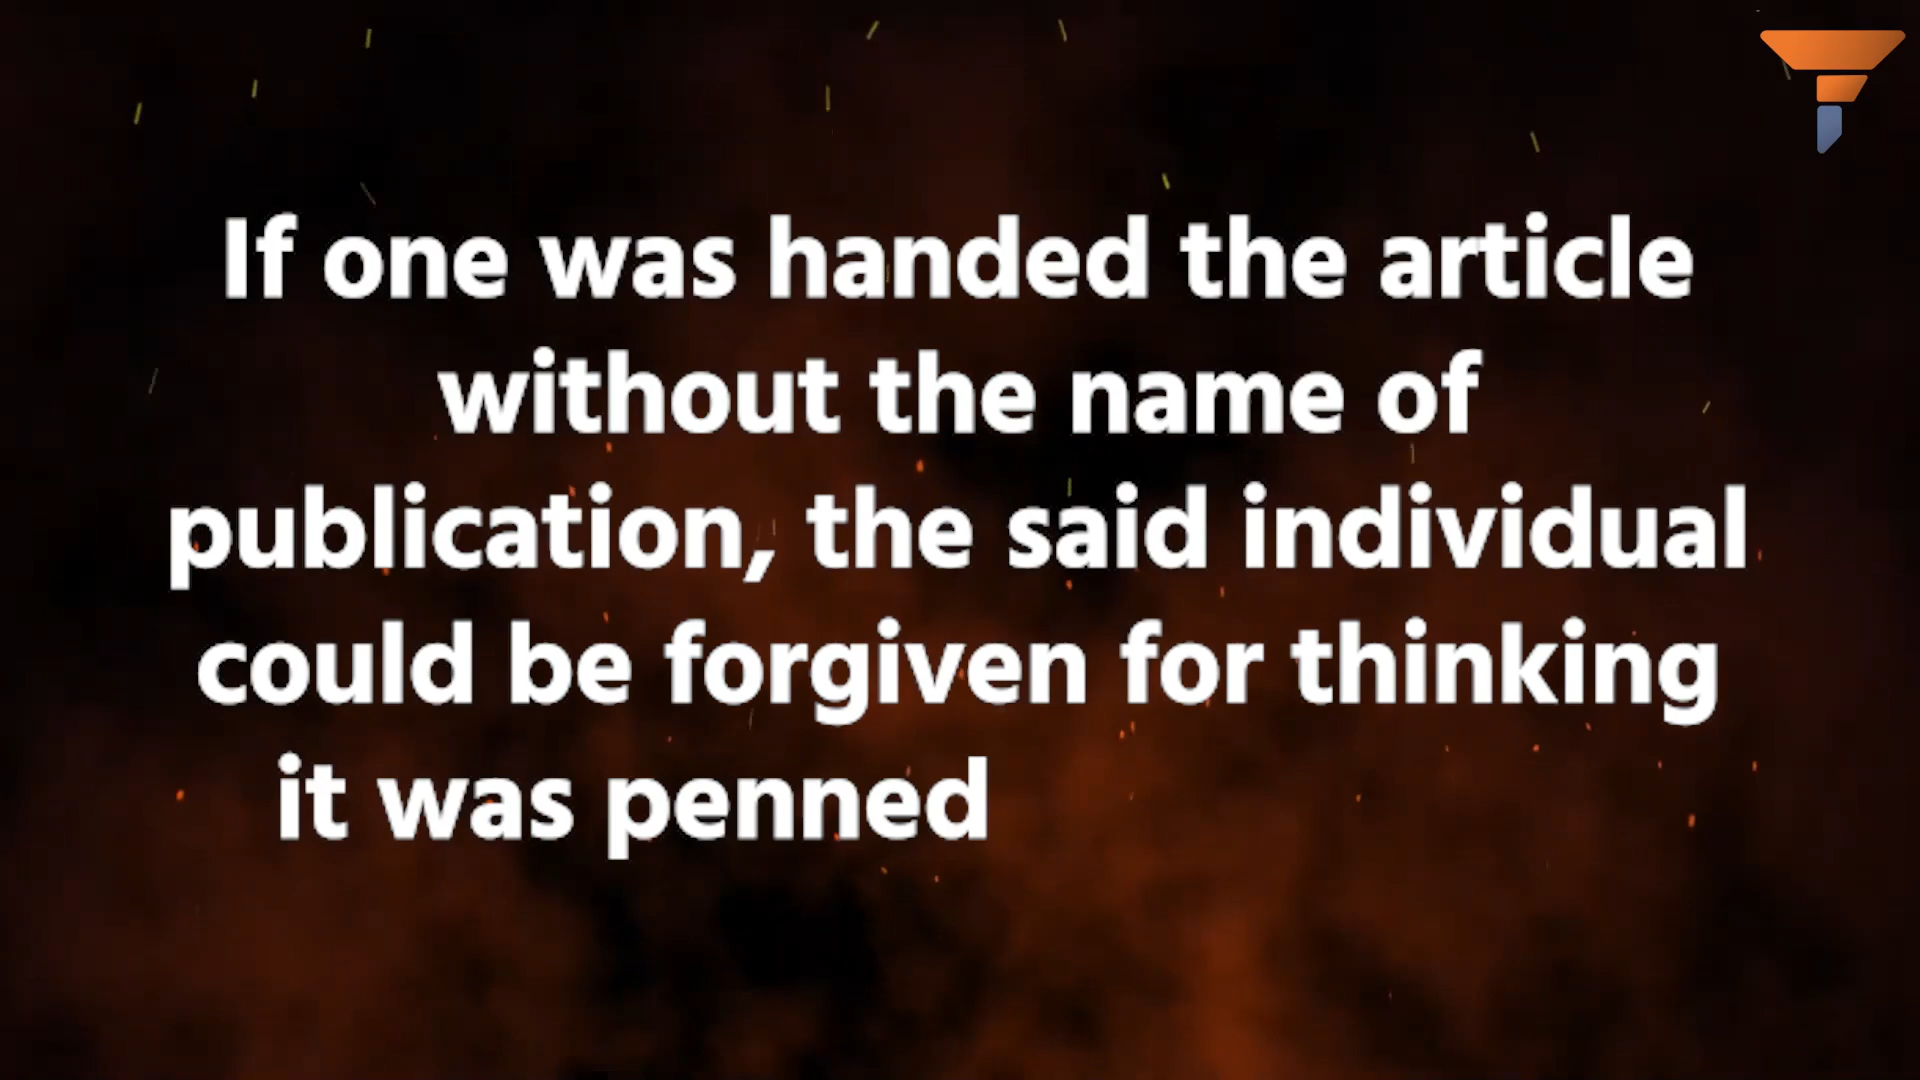 If one was handed the article
without the name of
publication, the said individual
could be forgiven for thinking
it was penned